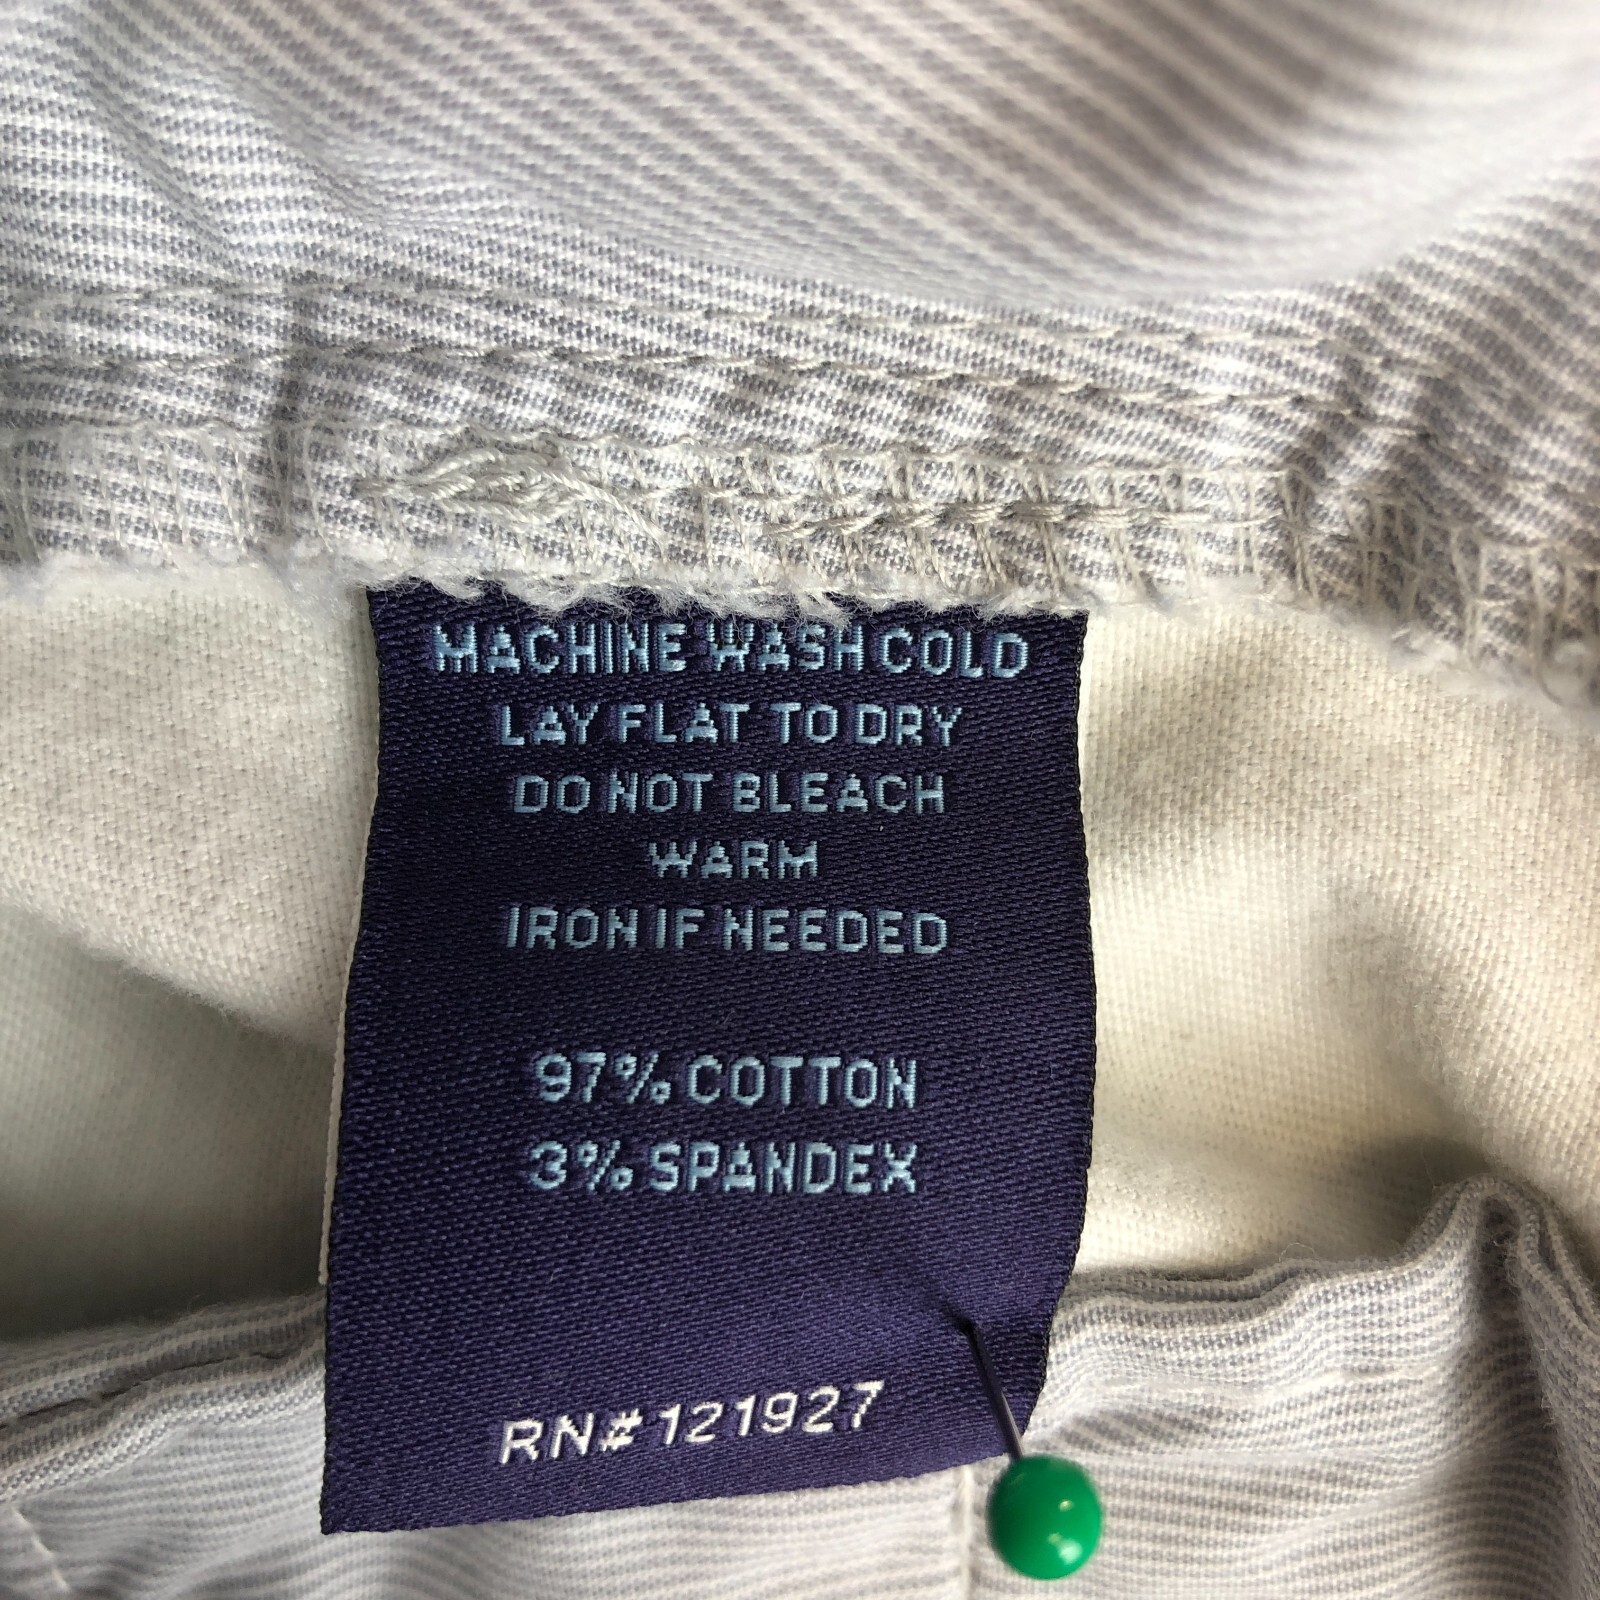 MACHINE WASH COLD
LAY FLAT TO DRY
DO NOT BLEACH
WARM
IRON IF NEEDED
97% COTTON
3% SPANDEX
RN# 121927